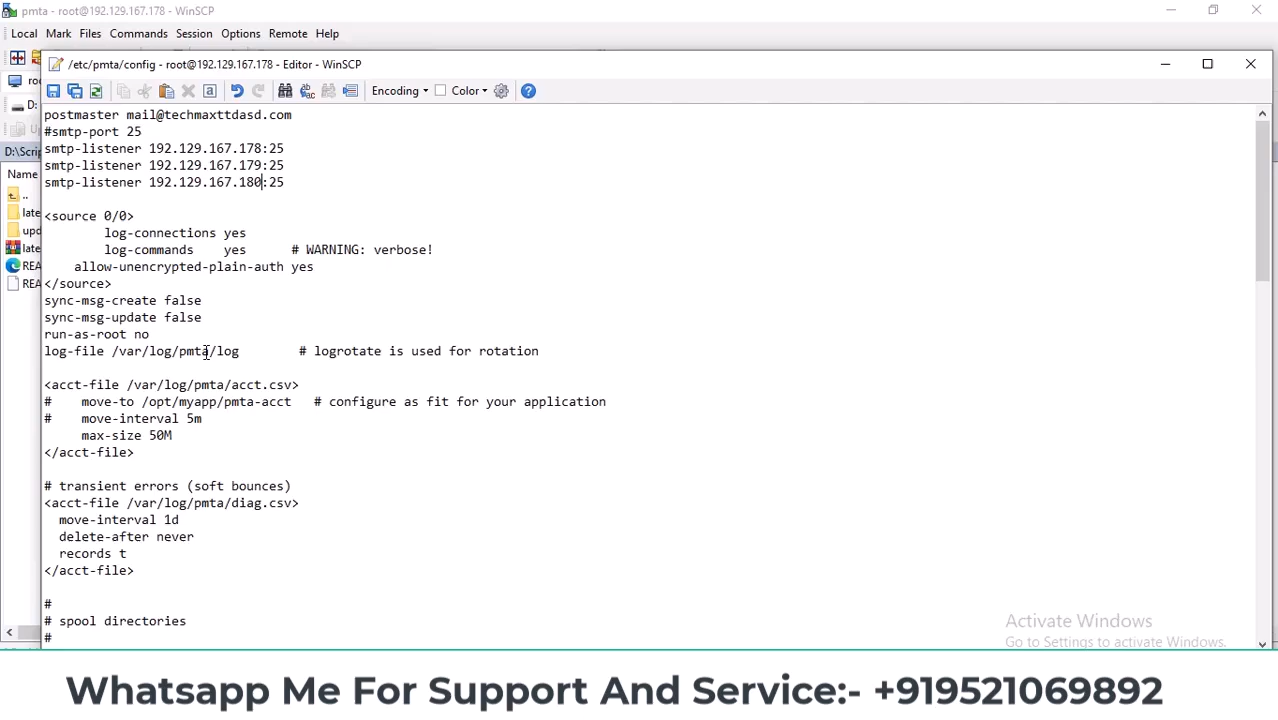 pmta - root@192.129.167.178 - WinSCP
Local Mark Files Commands Session Options Remote Help
/etc/pmta/config - root@192.129.167.178 - Editor - WinSCP
Encoding Color
D:
D:\Scrip
Name
..
postmaster mail@techmaxttdasd.com
#smtp-port 25
smtp-listener 192.129.167.178:25
smtp-listener 192.129.167.179:25
smtp-listener 192.129.167.180:25
<source 0/0>
log-connections yes
log-commands yes # WARNING: verbose!
allow-unencrypted-plain-auth yes
</source>
sync-msg-create false
sync-msg-update false
run-as-root no
log-file /var/log/pmta/log # logrotate is used for rotation
<acct-file /var/log/pmta/acct.csv>
# move-to /opt/myapp/pmta-acct # configure as fit for your application
# move-interval 5m
max-size 50M
</acct-file>
# transient errors (soft bounces)
<acct-file /var/log/pmta/diag.csv>
move-interval 1d
delete-after never
records t
</acct-file>
#
# spool directories
#
Activate Windows
Go to Settings to activate Windows.
Whatsapp Me For Support And Service:- +919521069892